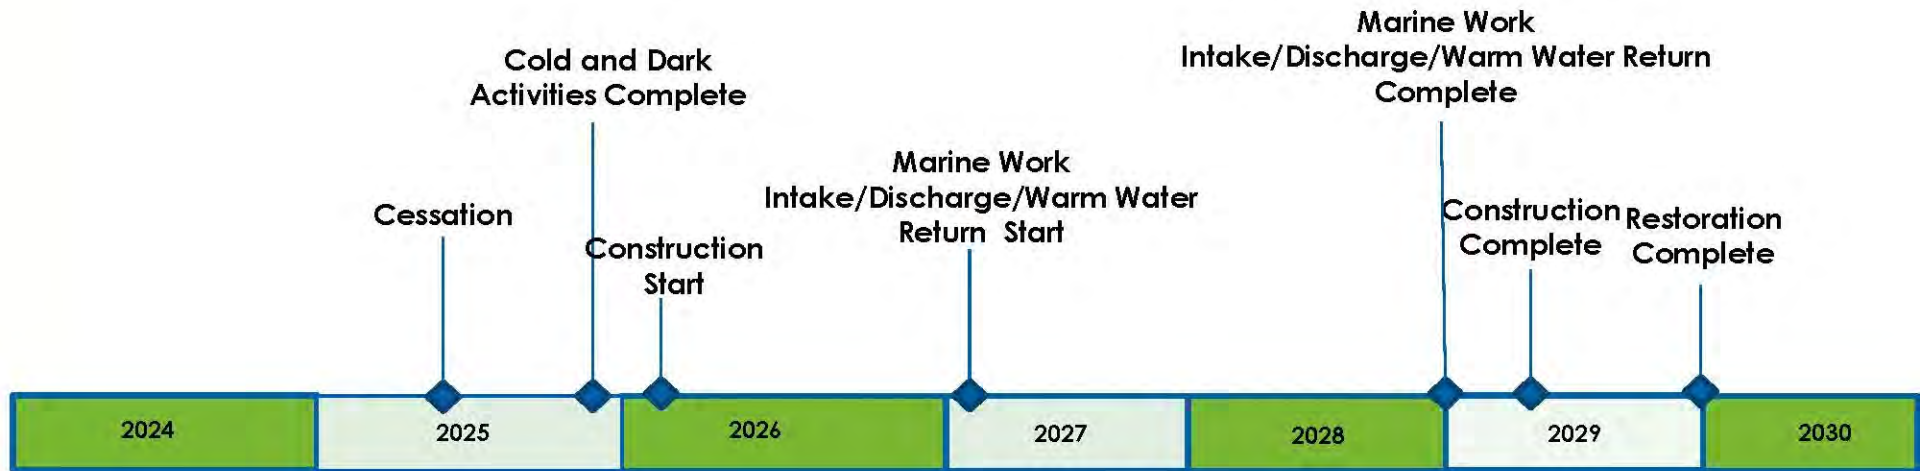 Cessation
Cold and Dark
Activities Complete
Construction
Start
Marine Work
Intake/Discharge/Warm Water
Return Start
Marine Work
Intake/Discharge/Warm Water Return
Complete
Construction
Complete
Restoration
Complete
2024
2025
2026
2027
2028
2029
2030